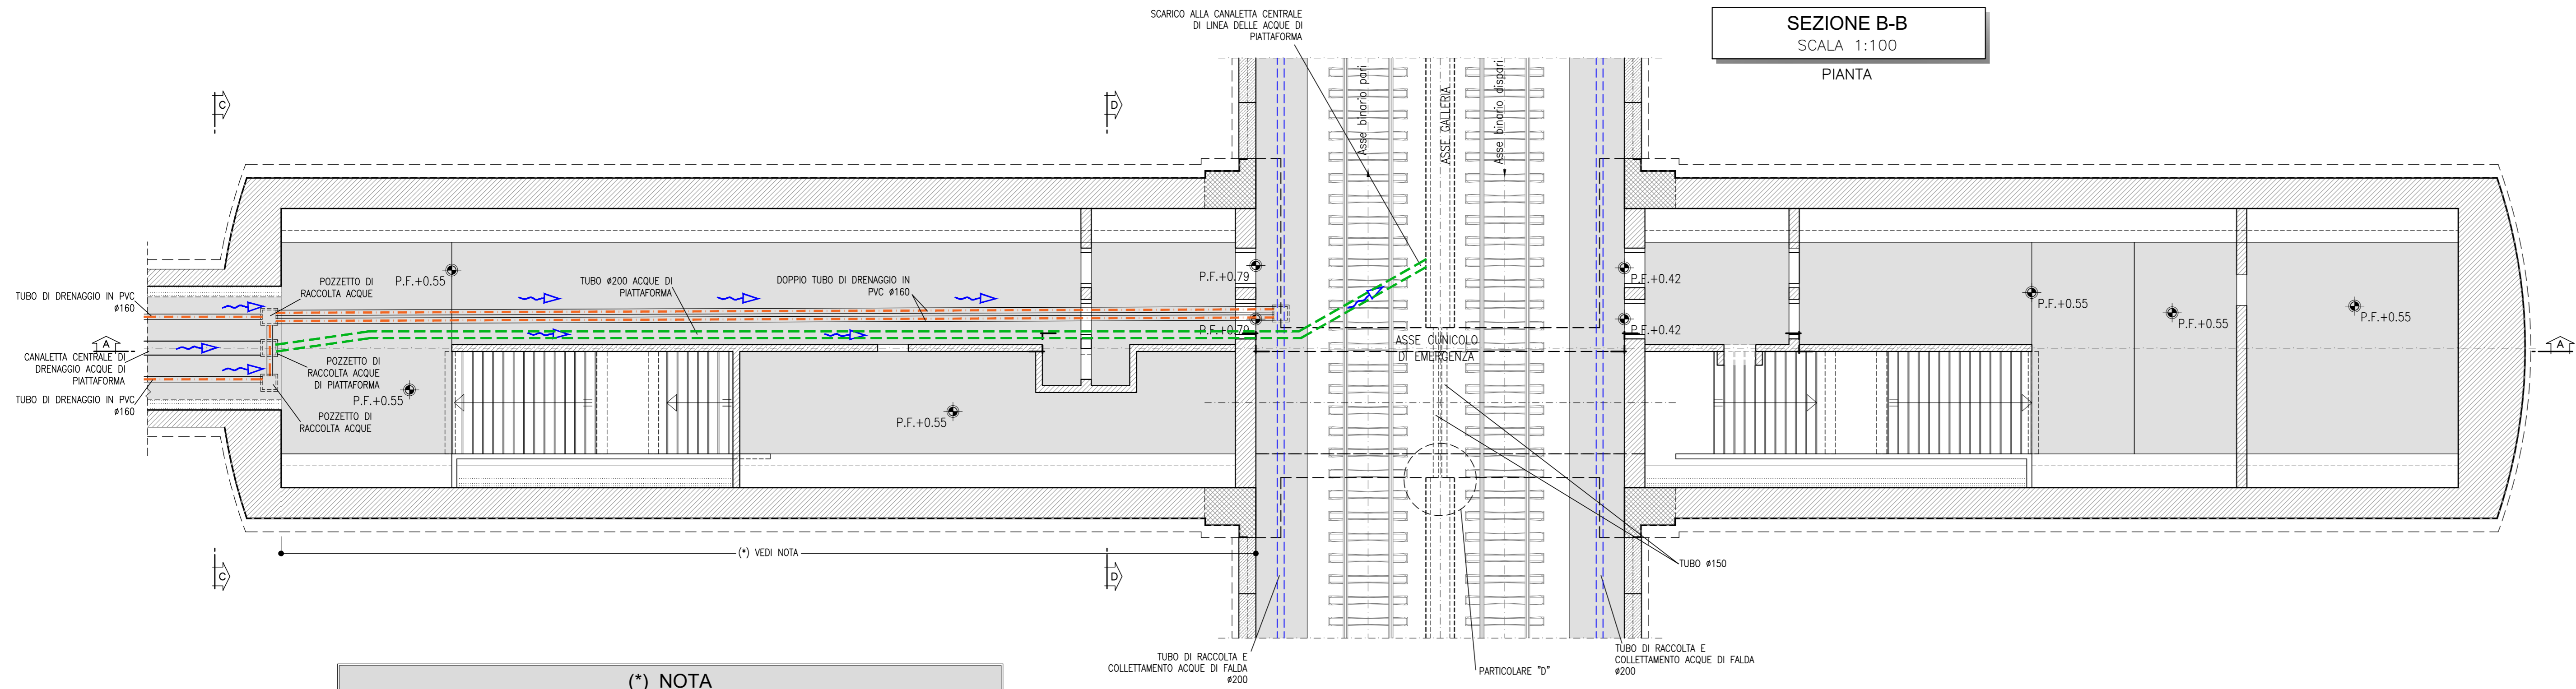 SEZIONE B-B
SCALA 1:100
PIANTA
SCARICO ALLA CANALETTA CENTRALE
DI LINEA DELLE ACQUE DI
PIATTAFORMA
C
D
Asse binario pari
ASSE GALLERIA
Asse binario dispari
TUBO DI DRENAGGIO IN PVC
ø160
POZZETTO DI
RACCOLTA ACQUE
P.F.+0.55
TUBO ø200 ACQUE DI
PIATTAFORMA
DOPPIO TUBO DI DRENAGGIO IN
PVC ø160
P.F.+0.79
P.F.+0.42
P.F.+0.55
P.F.+0.55
P.F.+0.55
P.F.+0.79
P.F.+0.42
A
CANALETTA CENTRALE DI
DRENAGGIO ACQUE DI
PIATTAFORMA
POZZETTO DI
RACCOLTA ACQUE
DI PIATTAFORMA
ASSE CUNICOLO
DI EMERGENZA
A
TUBO DI DRENAGGIO IN PVC
ø160
P.F.+0.55
POZZETTO DI
RACCOLTA ACQUE
P.F.+0.55
(*) VEDI NOTA
C
D
TUBO ø150
TUBO DI RACCOLTA E
COLLETTAMENTO ACQUE DI FALDA
ø200
PARTICOLARE "D"
TUBO DI RACCOLTA E
COLLETTAMENTO ACQUE DI FALDA
ø200
(*) NOTA